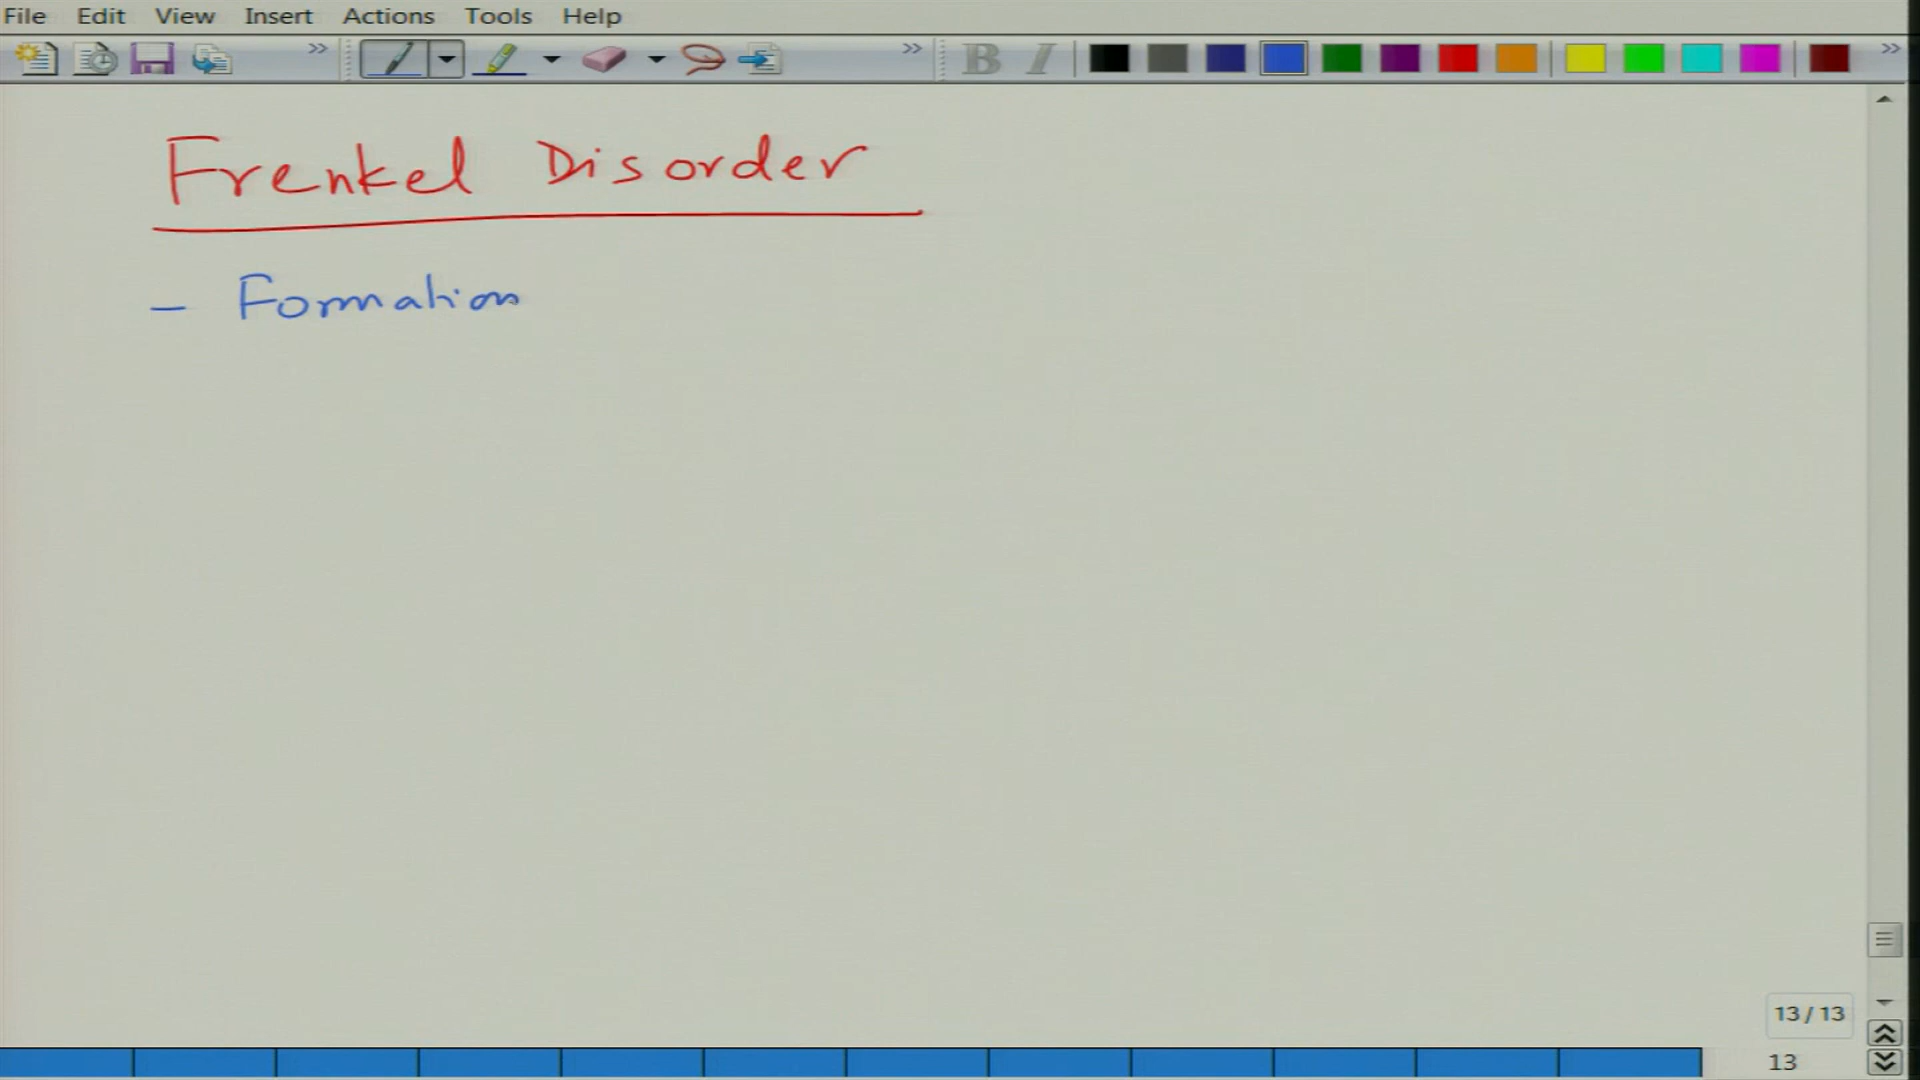 File Edit View Insert Actions Tools Help
B I
Frenkel Disorder
- Formation
13 / 13
13